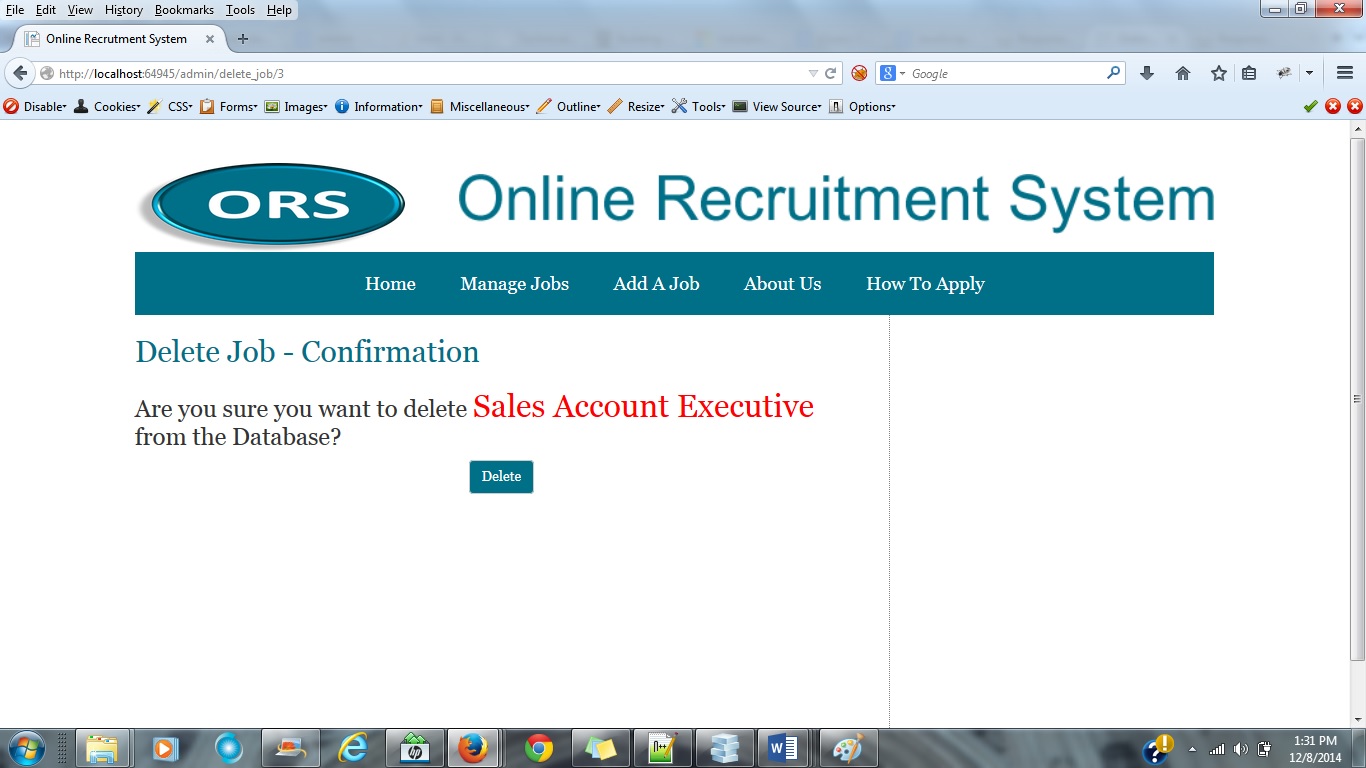 File Edit View History Bookmarks Tools Help
Online Recrutment System
http://localhost:64945/admin/delete_job/3
Google
Disable Cookies CSS Forms Images Information Miscellaneous Outline Resize Tools View Source Options
ORS Online Recruitment System
Home Manage Jobs Add A Job About Us How To Apply
Delete Job - Confirmation
Are you sure you want to delete Sales Account Executive
from the Database?
Delete
1:31 PM
12/8/2014